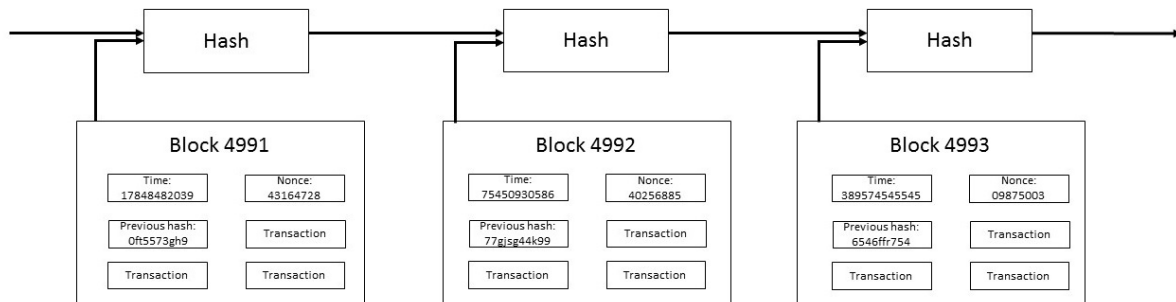 Hash
Hash
Hash
Block 4991
Time:
17848482039
Nonce:
43164728
Previous hash:
0ft5573gh9
Transaction
Transaction
Transaction
Block 4992
Time:
75450930586
Nonce:
40256885
Previous hash:
77gjsg44k99
Transaction
Transaction
Transaction
Block 4993
Time:
389574545545
Nonce:
09875003
Previous hash:
6546ffr754
Transaction
Transaction
Transaction